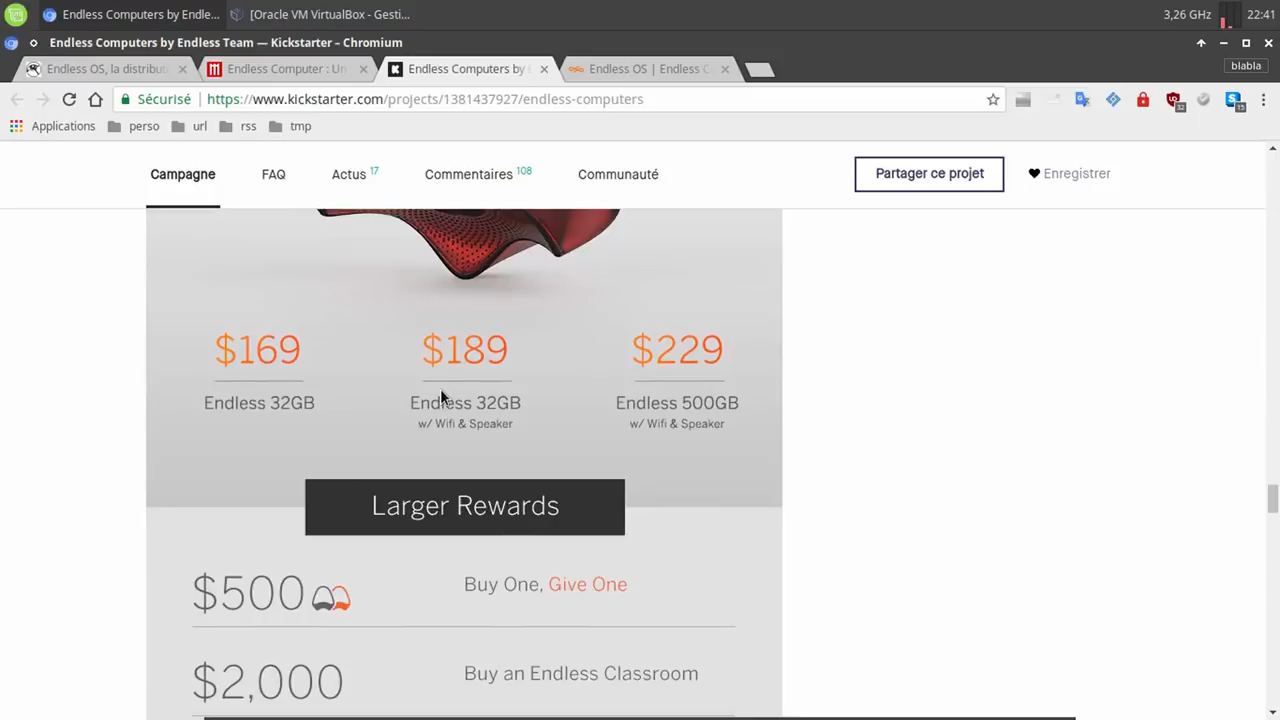 Endless Computers by Endle...
[Oracle VM VirtualBox - Gesti...
3,26 GHz
22:41
Endless Computers by Endless Team — Kickstarter – Chromium
Endless OS, la distribut
Endless Computer : Un
Endless Computers by
Endless OS | Endless C
blabla
Sécurisé
https://www.kickstarter.com/projects/1381437927/endless-computers
Applications
perso
url
rss
tmp
Campagne
FAQ
Actus 17
Commentaires 108
Communauté
Partager ce projet
Enregistrer
$169
$189
$229
Endless 32GB
Endless 32GB
Endless 500GB
w/ Wifi & Speaker
w/ Wifi & Speaker
Larger Rewards
$500
Buy One, Give One
$2,000
Buy an Endless Classroom